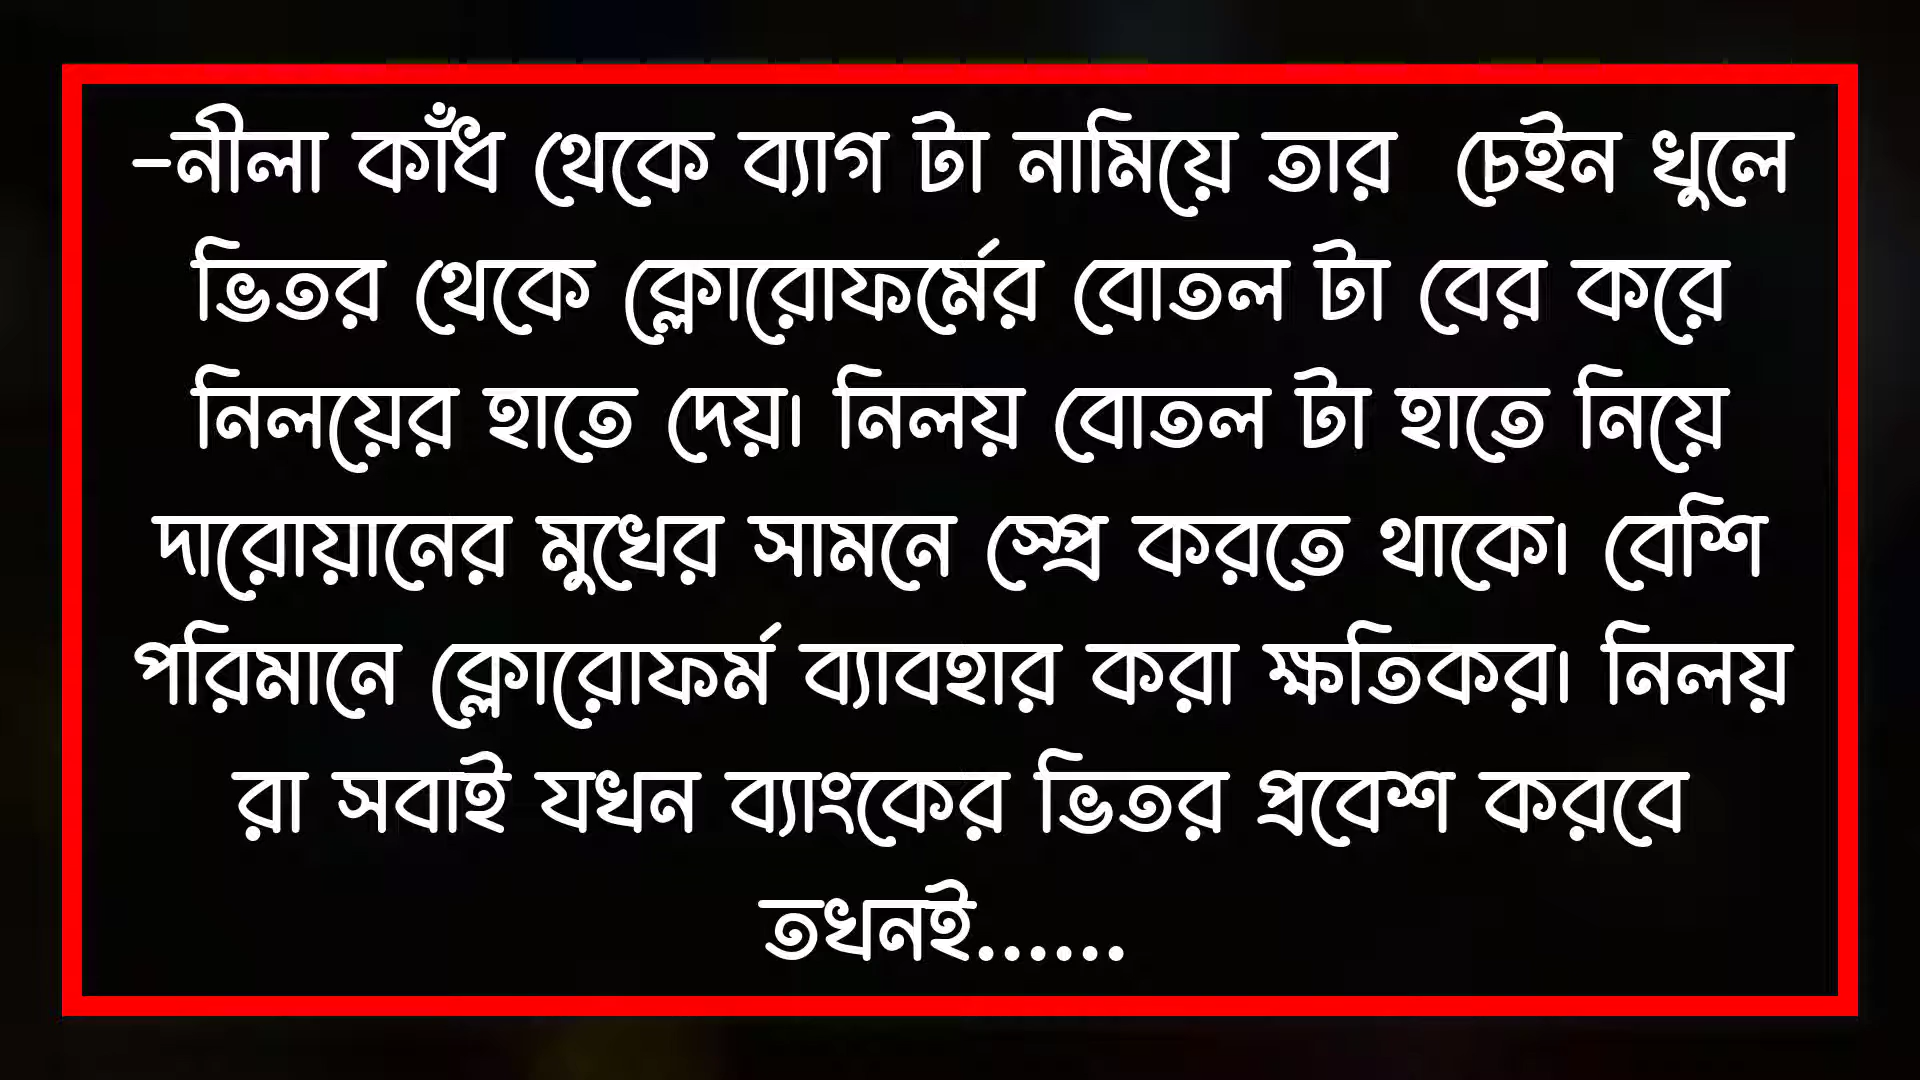 –নীলা কাঁধ থেকে ব্যাগ টা নামিয়ে তার চেইন খুলে
ভিতর থেকে ক্লোরোফর্মের বোতল টা বের করে
নিলয়ের হাতে দেয়। নিলয় বোতল টা হাতে নিয়ে
দারোয়ানের মুখের সামনে স্প্রে করতে থাকে। বেশি
পরিমানে ক্লোরোফর্ম ব্যাবহার করা ক্ষতিকর। নিলয়
রা সবাই যখন ব্যাংকের ভিতর প্রবেশ করবে
তখনই......